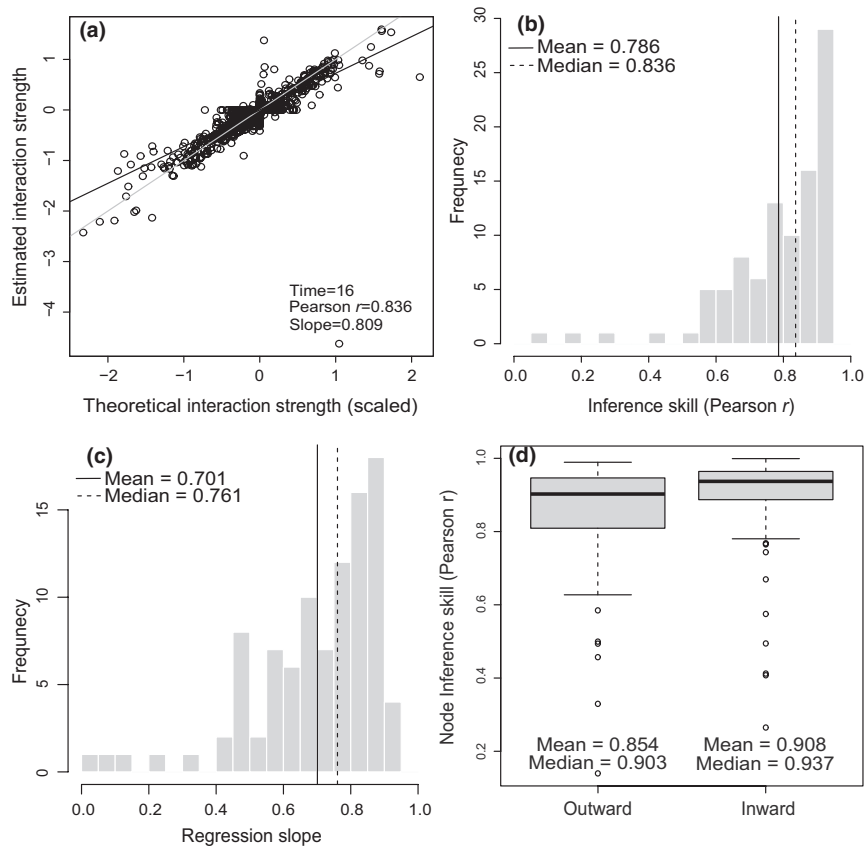 (a)
Estimated interaction strength
1
0
−1
−2
−3
−4
Time=16
Pearson r=0.836
Slope=0.809
−2 −1 0 1 2
Theoretical interaction strength (scaled)
(b)
Mean = 0.786
Median = 0.836
Frequnecy
30
25
20
15
10
5
0
0.0 0.2 0.4 0.6 0.8 1.0
Inference skill (Pearson r)
(c)
Mean = 0.701
Median = 0.761
Frequnecy
15
10
5
0
0.0 0.2 0.4 0.6 0.8 1.0
Regression slope
(d)
Node Inference skill (Pearson r)
1.0
0.8
0.6
0.4
0.2
Mean = 0.854
Median = 0.903
Mean = 0.908
Median = 0.937
Outward Inward